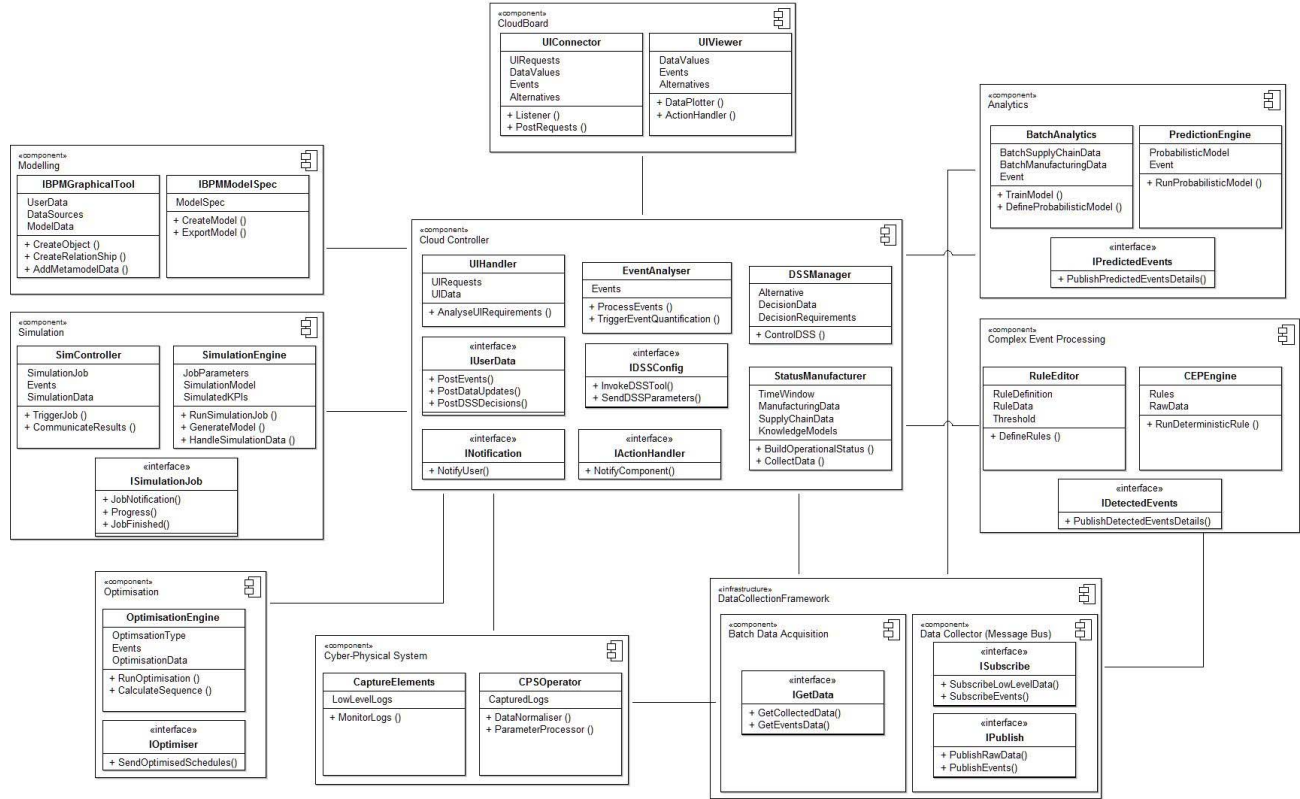 «component»
CloudBoard
UIConnector
UIRequests
DataValues
Events
Alternatives
+ Listener ()
+ PostRequests ()
UIViewer
DataValues
Events
Alternatives
+ DataPlotter ()
+ ActionHandler ()
«component»
Analytics
BatchAnalytics
BatchSupplyChainData
BatchManufacturingData
Event
+ TrainModel ()
+ DefineProbabilisticModel ()
PredictionEngine
ProbabilisticModel
Event
+ RunProbabilisticModel ()
«interface»
IPredictedEvents
+ PublishPredictedEventsDetails()
«component»
Modelling
IBPMGraphicalTool
UserData
DataSources
ModelData
+ CreateObject ()
+ CreateRelationShip ()
+ AddMetamodelData ()
IBPMModelSpec
ModelSpec
+ CreateModel ()
+ ExportModel ()
«component»
Cloud Controller
UIHandler
UIRequests
UIData
+ AnalyseUIRequirements ()
EventAnalyser
Events
+ ProcessEvents ()
+ TriggerEventQuantification ()
DSSManager
Alternative
DecisionData
DecisionRequirements
+ ControlDSS ()
«interface»
IUserData
+ PostEvents()
+ PostDataUpdates()
+ PostDSSDecisions()
«interface»
IDSSConfig
+ InvokeDSSTool()
+ SendDSSParameters()
StatusManufacturer
TimeWindow
ManufacturingData
SupplyChainData
KnowledgeModels
+ BuildOperationalStatus ()
+ CollectData ()
«interface»
INotification
+ NotifyUser()
«interface»
IActionHandler
+ NotifyComponent()
«component»
Simulation
SimController
SimulationJob
Events
SimulationData
+ TriggerJob ()
+ CommunicateResults ()
SimulationEngine
JobParameters
SimulationModel
SimulatedKPIs
+ RunSimulationJob ()
+ GenerateModel ()
+ HandleSimulationData ()
«interface»
ISimulationJob
+ JobNotification()
+ Progress()
+ JobFinished()
«component»
Complex Event Processing
RuleEditor
RuleDefinition
RuleData
Threshold
+ DefineRules ()
CEPEngine
Rules
RawData
+ RunDeterministicRule ()
«interface»
IDetectedEvents
+ PublishDetectedEventsDetails()
«component»
Optimisation
OptimisationEngine
OptimsationType
Events
OptimisationData
+ RunOptimisation ()
+ CalculateSequence ()
«interface»
IOptimiser
+ SendOptimisedSchedules()
«component»
Cyber-Physical System
CaptureElements
LowLevelLogs
+ MonitorLogs ()
CPSOperator
CapturedLogs
+ DataNormaliser ()
+ ParameterProcessor ()
«infrastructure»
DataCollectionFramework
«component»
Batch Data Acquisition
«interface»
IGetData
+ GetCollectedData()
+ GetEventsData()
«component»
Data Collector (Message Bus)
«interface»
ISubscribe
+ SubscribeLowLevelData()
+ SubscribeEvents()
«interface»
IPublish
+ PublishRawData()
+ PublishEvents()